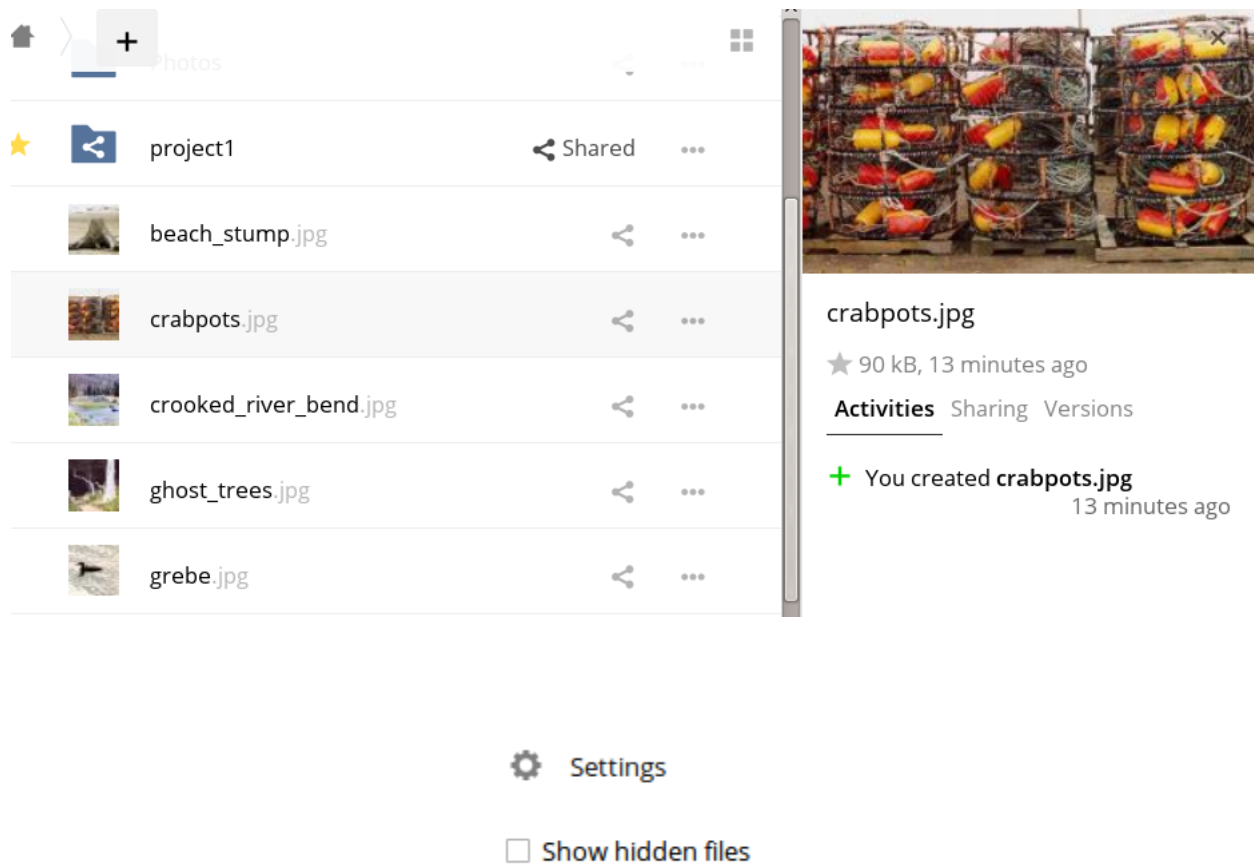 Photos
project1 Shared
beach_stump.jpg
crabpots.jpg
crooked_river_bend.jpg
ghost_trees.jpg
grebe.jpg
crabpots.jpg
90 kB, 13 minutes ago
Activities Sharing Versions
You created crabpots.jpg
13 minutes ago
Settings
Show hidden files